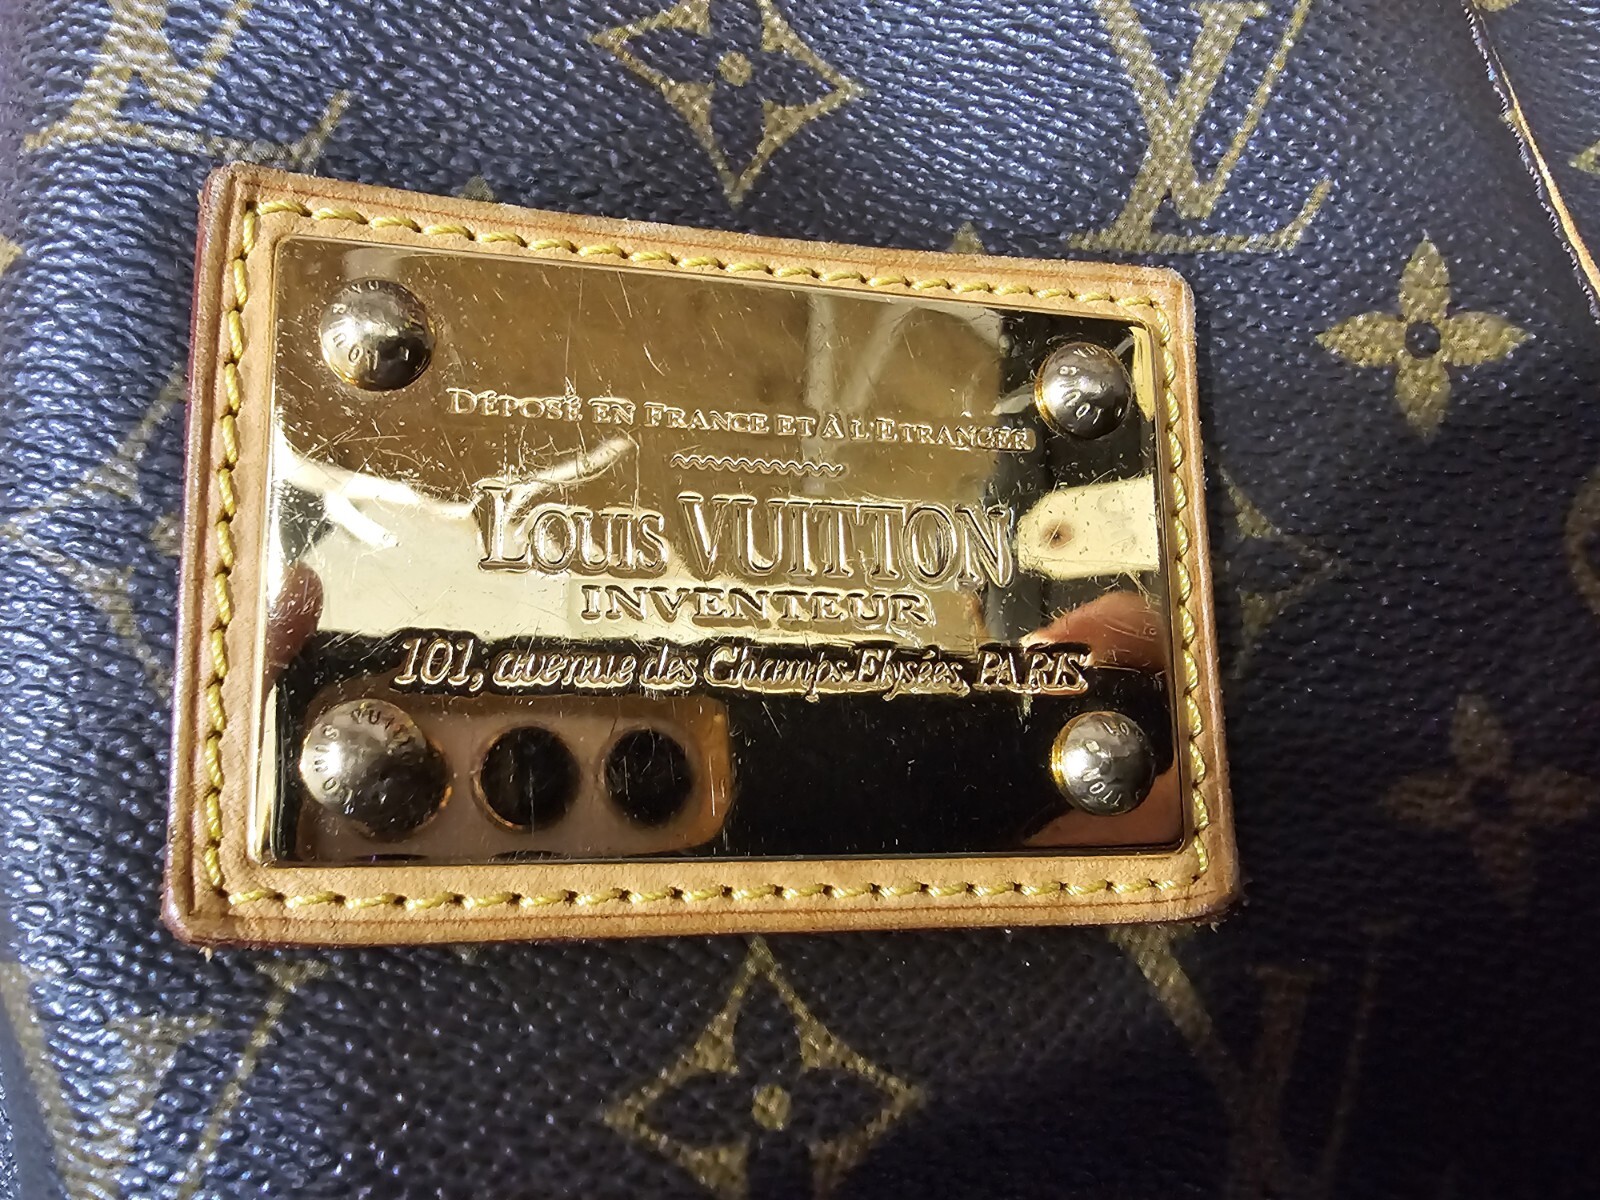 DÉPOSÉ EN FRANCE ET À L'ETRANGER
LOUIS VUITTON
INVENTEUR
101, avenue des Champs-Elysées, PARIS